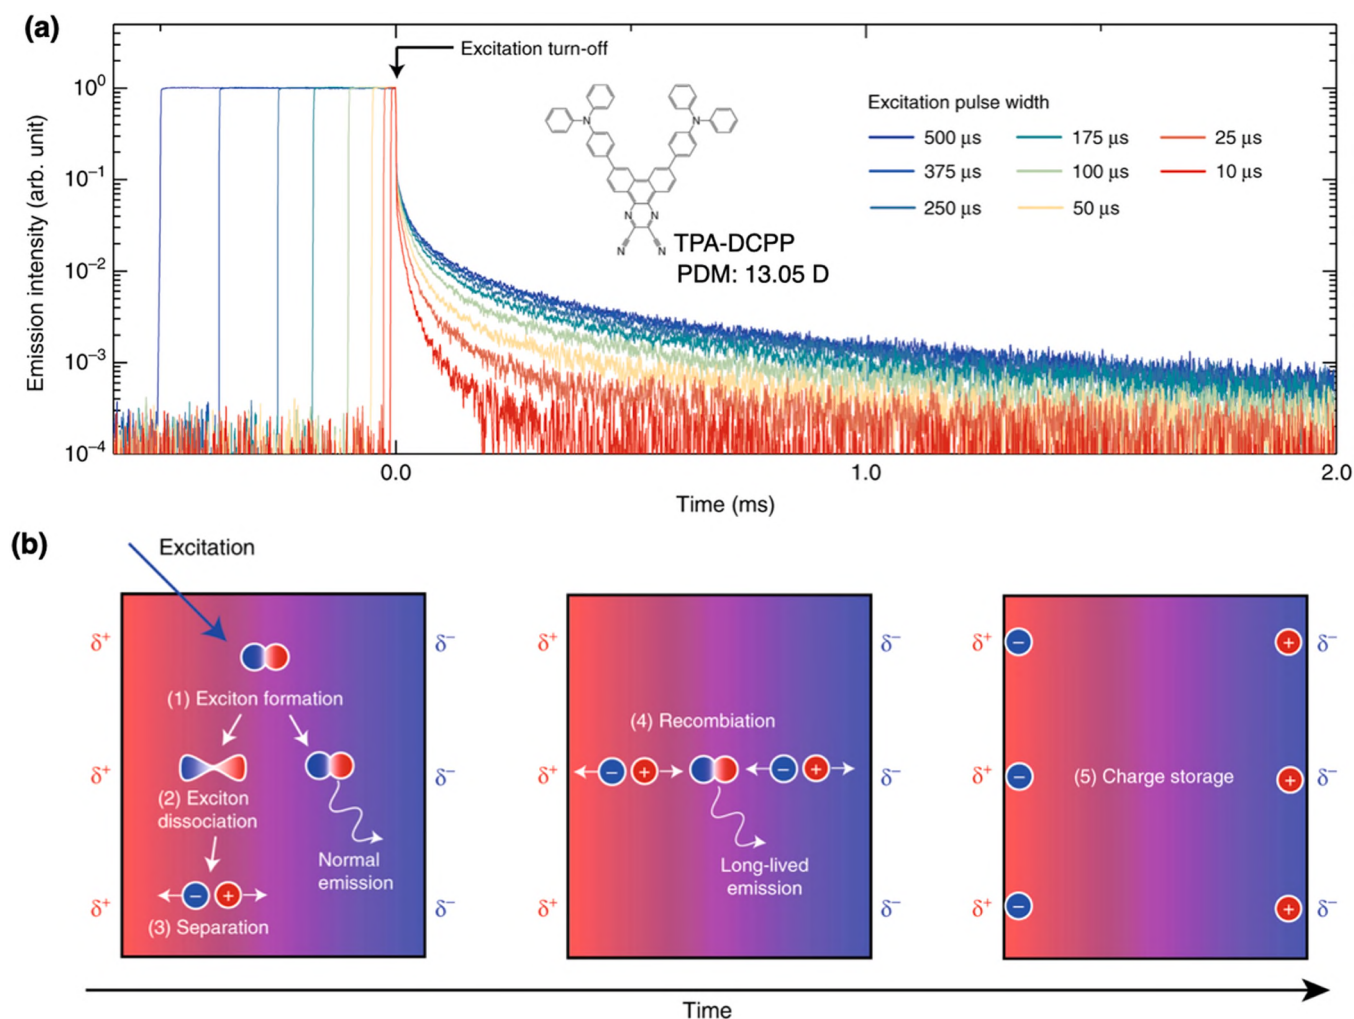 (a)
Excitation turn-off
Emission intensity (arb. unit)
10⁰
10⁻¹
10⁻²
10⁻³
10⁻⁴
Excitation pulse width
500 μs
175 μs
25 μs
375 μs
100 μs
10 μs
250 μs
50 μs
N
N
N
N
N
N
TPA-DCPP
PDM: 13.05 D
0.0
1.0
2.0
Time (ms)
(b)
Excitation
δ⁺
δ⁻
δ⁺
δ⁻
δ⁺
−
+
δ⁻
(1) Exciton formation
(4) Recombiation
δ⁺
δ⁻
δ⁺
−
+
−
+
δ⁻
δ⁺
−
(5) Charge storage
+
δ⁻
(2) Exciton
dissociation
Normal
emission
Long-lived
emission
δ⁺
−
+
δ⁻
δ⁺
δ⁻
δ⁺
−
+
δ⁻
(3) Separation
Time